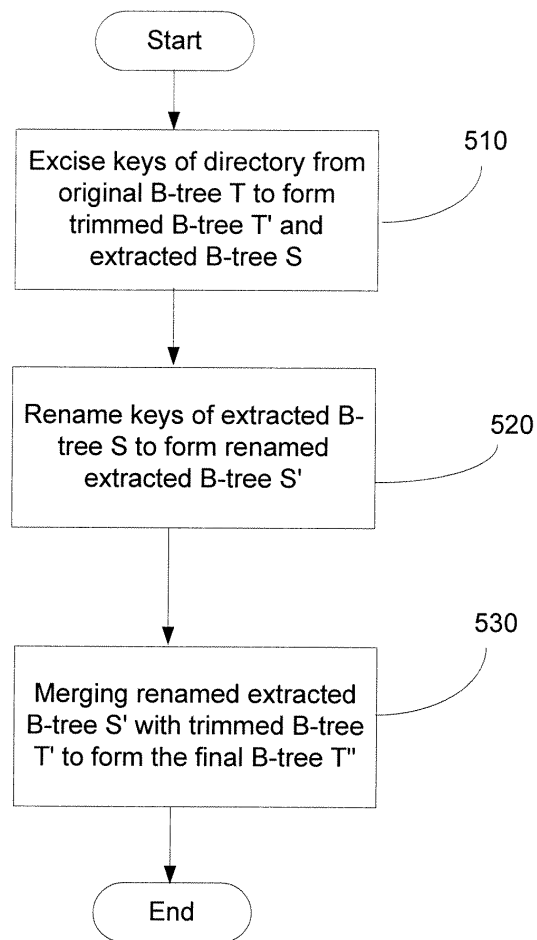 Start
Excise keys of directory from
original B-tree T to form
trimmed B-tree T' and
extracted B-tree S
510
Rename keys of extracted B-
tree S to form renamed
extracted B-tree S'
520
Merging renamed extracted
B-tree S' with trimmed B-tree
T' to form the final B-tree T"
530
End